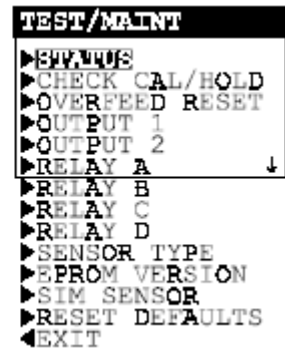 TEST/MAINT
▶STATUS
▶CHECK CAL/HOLD
▶OVERFEED RESET
▶OUTPUT 1
▶OUTPUT 2
▶RELAY A ↓
▶RELAY B
▶RELAY C
▶RELAY D
▶SENSOR TYPE
▶EPROM VERSION
▶SIM SENSOR
▶RESET DEFAULTS
◀EXIT